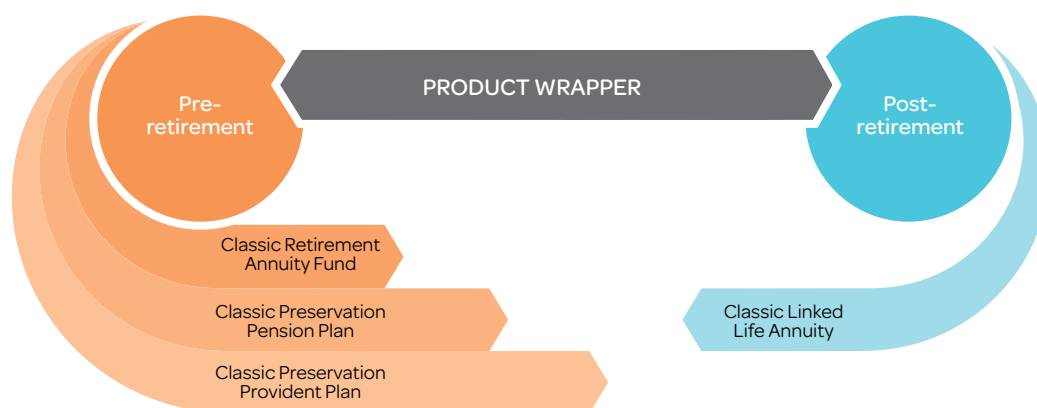 PRODUCT WRAPPER
Pre-
retirement
Post-
retirement
Classic Retirement
Annuity Fund
Classic Preservation
Pension Plan
Classic Linked
Life Annuity
Classic Preservation
Provident Plan